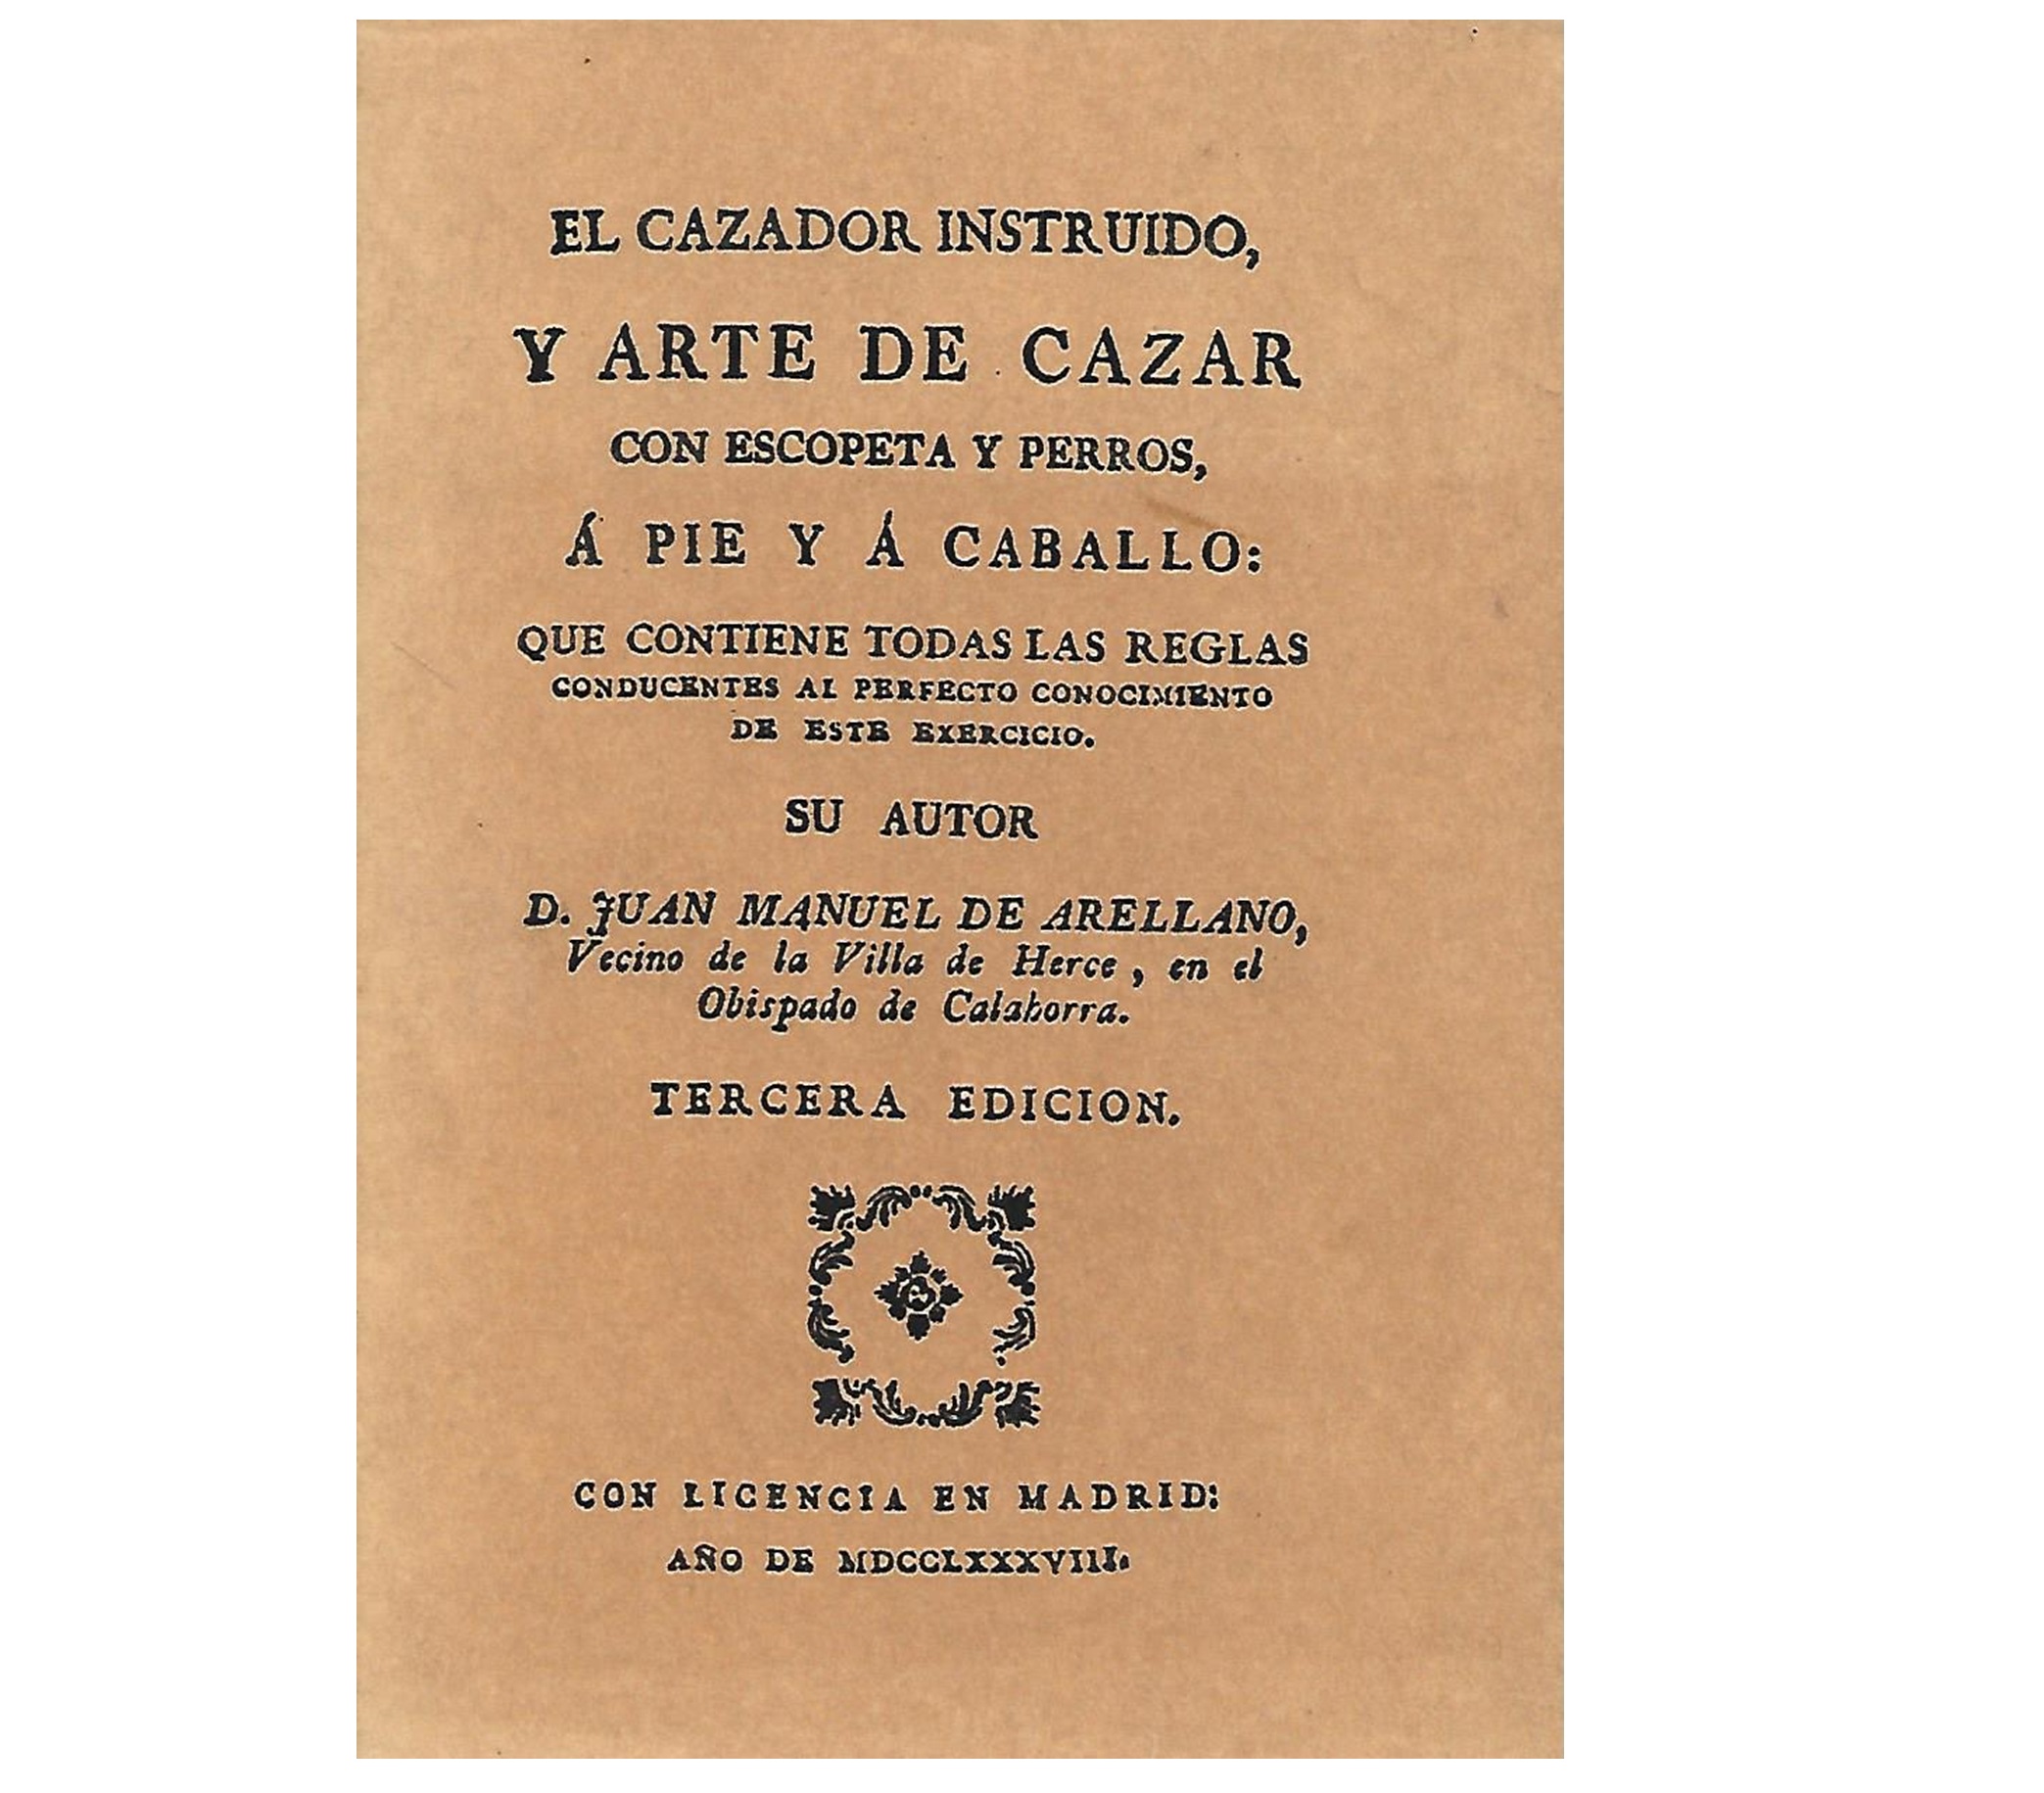 EL CAZADOR INSTRUIDO,
Y ARTE DE CAZAR
CON ESCOPETA Y PERROS,
Á PIE Y Á CABALLO:
QUE CONTIENE TODAS LAS REGLAS
CONDUCENTES AL PERFECTO CONOCIMIENTO
DE ESTE EXERCICIO.
SU AUTOR
D. JUAN MANUEL DE ARELLANO,
Vecino de la Villa de Herce, en el
Obispado de Calahorra.
TERCERA EDICION.
CON LICENCIA EN MADRID:
AÑO DE MDCCLXXXVIII.